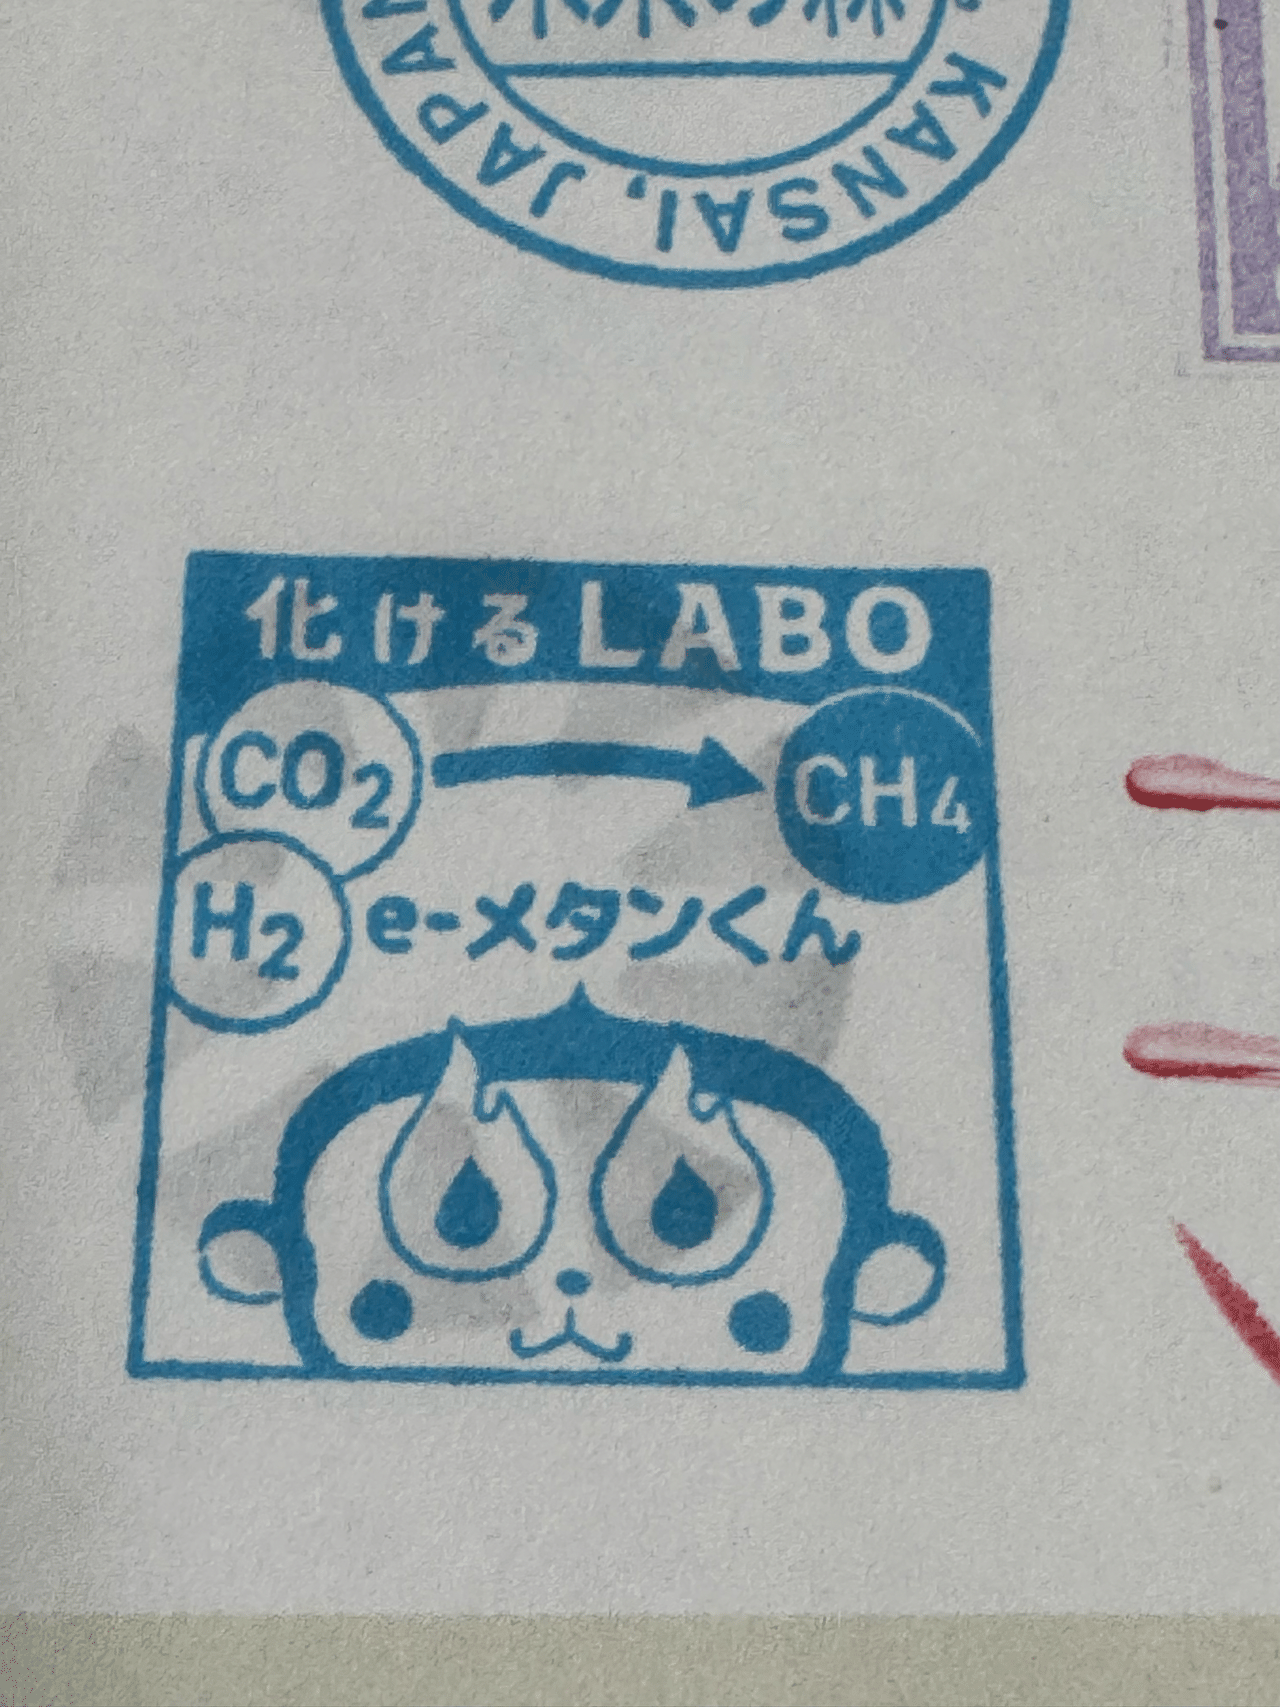 KANSAI, JAPAN
化けるLABO
CO₂
CH₄
H₂
e-メタンくん